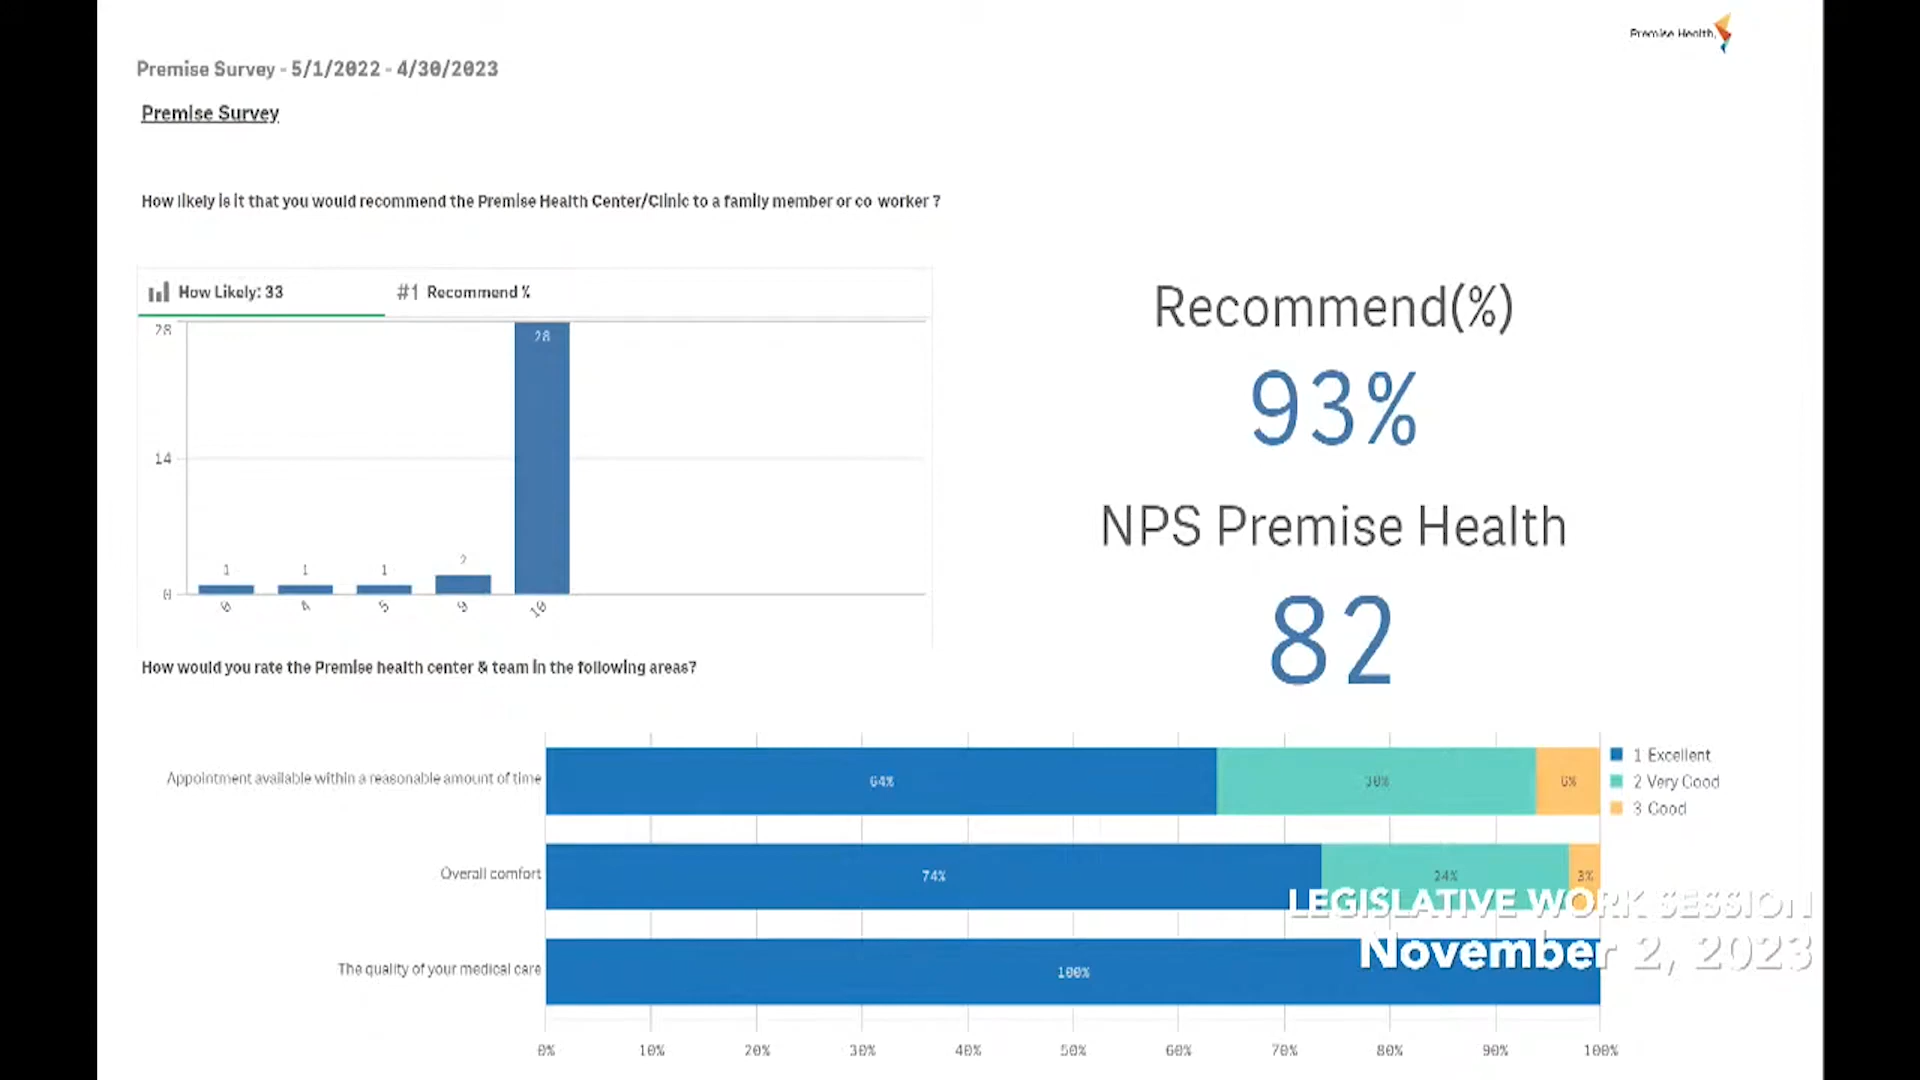 Premise Health
Premise Survey - 5/1/2022 - 4/30/2023
Premise Survey
How likely is it that you would recommend the Premise Health Center/Clinic to a family member or co worker ?
How Likely: 33
#1 Recommend %
28
14
0
1
1
1
2
28
0
4
5
9
10
Recommend(%)
93%
NPS Premise Health
82
How would you rate the Premise health center & team in the following areas?
Appointment available within a reasonable amount of time
64%
30%
6%
1 Excellent
2 Very Good
3 Good
Overall comfort
74%
24%
3%
LEGISLATIVE WORK SESSION
November 2, 2023
The quality of your medical care
100%
0%
10%
20%
30%
40%
50%
60%
70%
80%
90%
100%